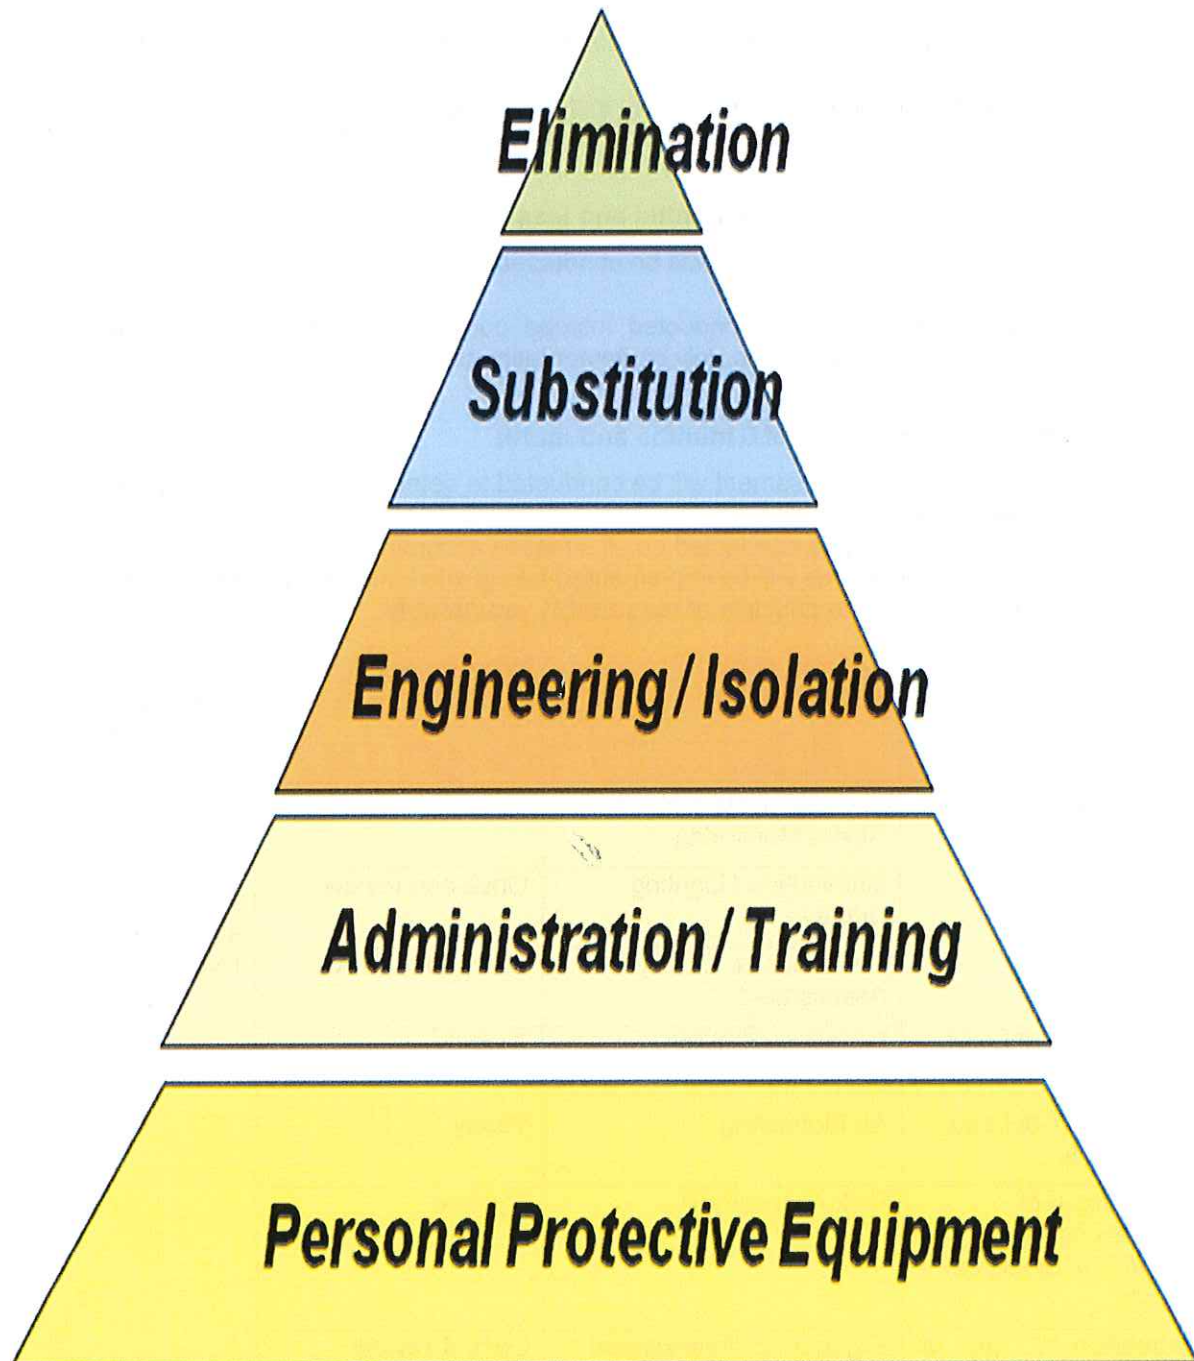 Elimination
Substitution
Engineering / Isolation
Administration / Training
Personal Protective Equipment